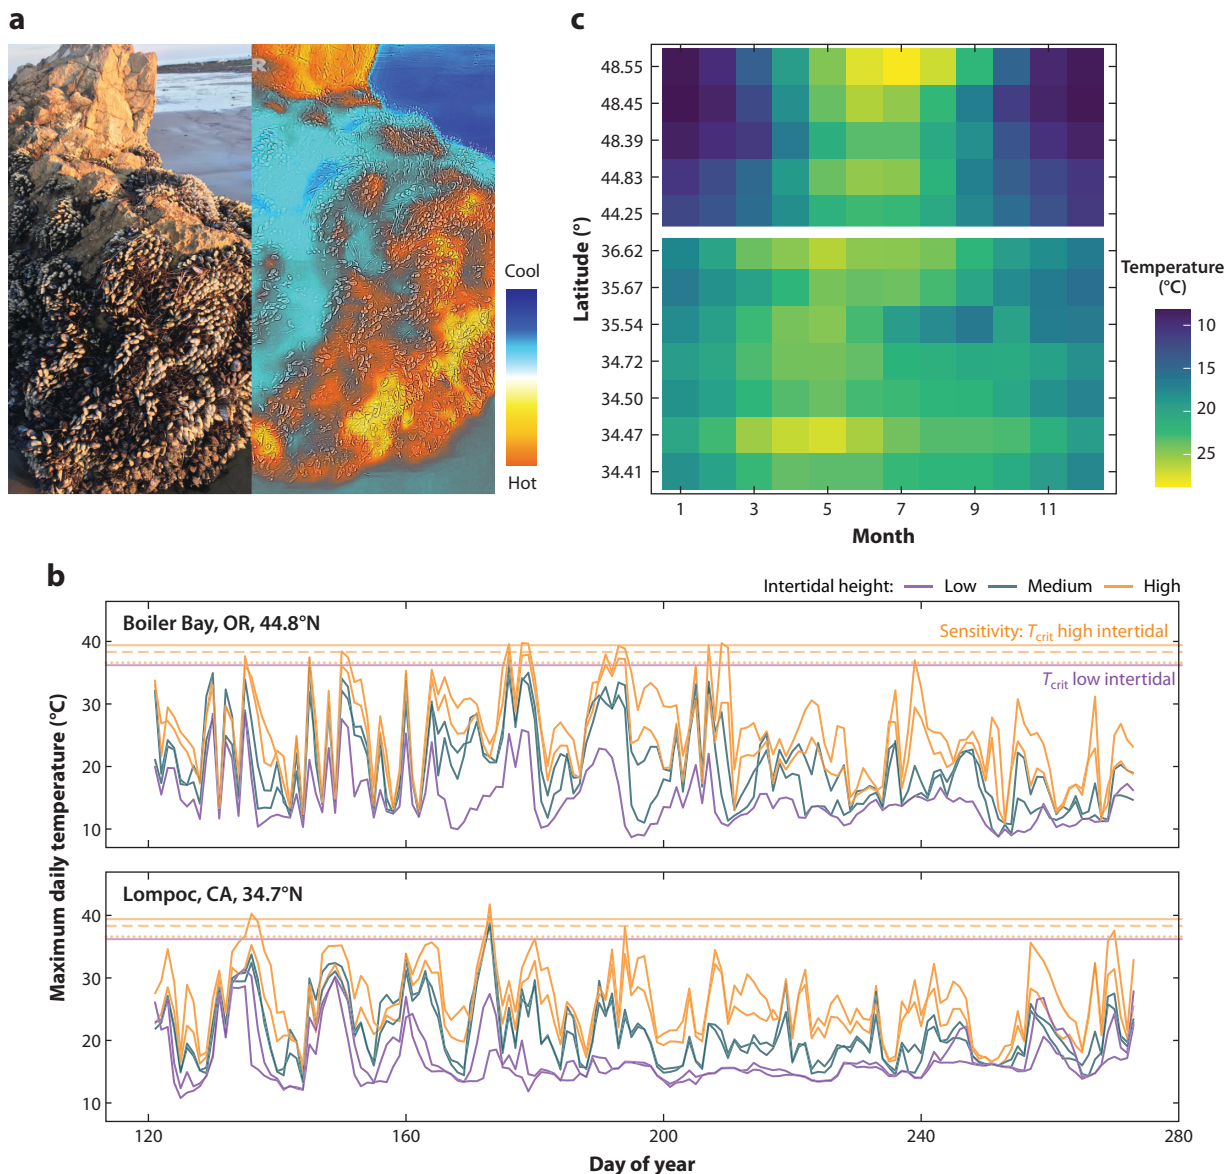 a
R
Cool
Hot
c
Latitude (°)
48.55
48.45
48.39
44.83
44.25
36.62
35.67
35.54
34.72
34.50
34.47
34.41
1
3
5
7
9
11
Month
Temperature
(°C)
10
15
20
25
b
Intertidal height:
Low
Medium
High
Maximum daily temperature (°C)
Boiler Bay, OR, 44.8°N
Sensitivity: Tcrit high intertidal
Tcrit low intertidal
40
30
20
10
Lompoc, CA, 34.7°N
40
30
20
10
120
160
200
240
280
Day of year